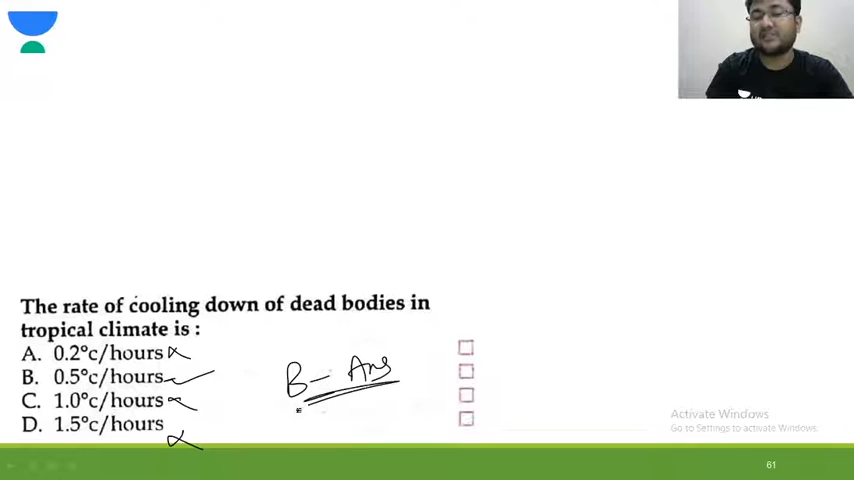 The rate of cooling down of dead bodies in
tropical climate is :
A. 0.2°c/hours
B. 0.5°c/hours
C. 1.0°c/hours
D. 1.5°c/hours
B- Ans
Activate Windows
Go to Settings to activate Windows.
61